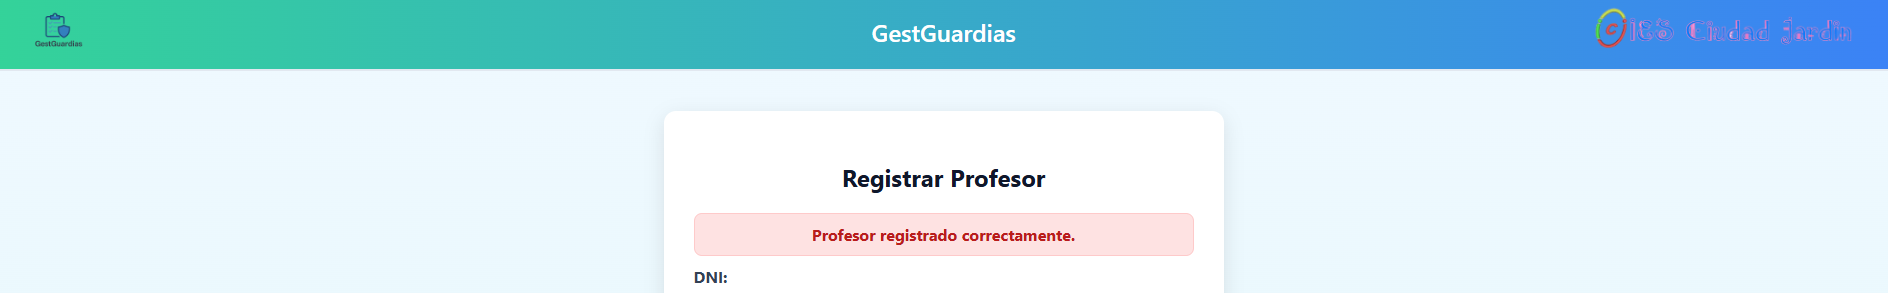 GestGuardias
GestGuardias
IES Ciudad Jardín
Registrar Profesor
Profesor registrado correctamente.
DNI: